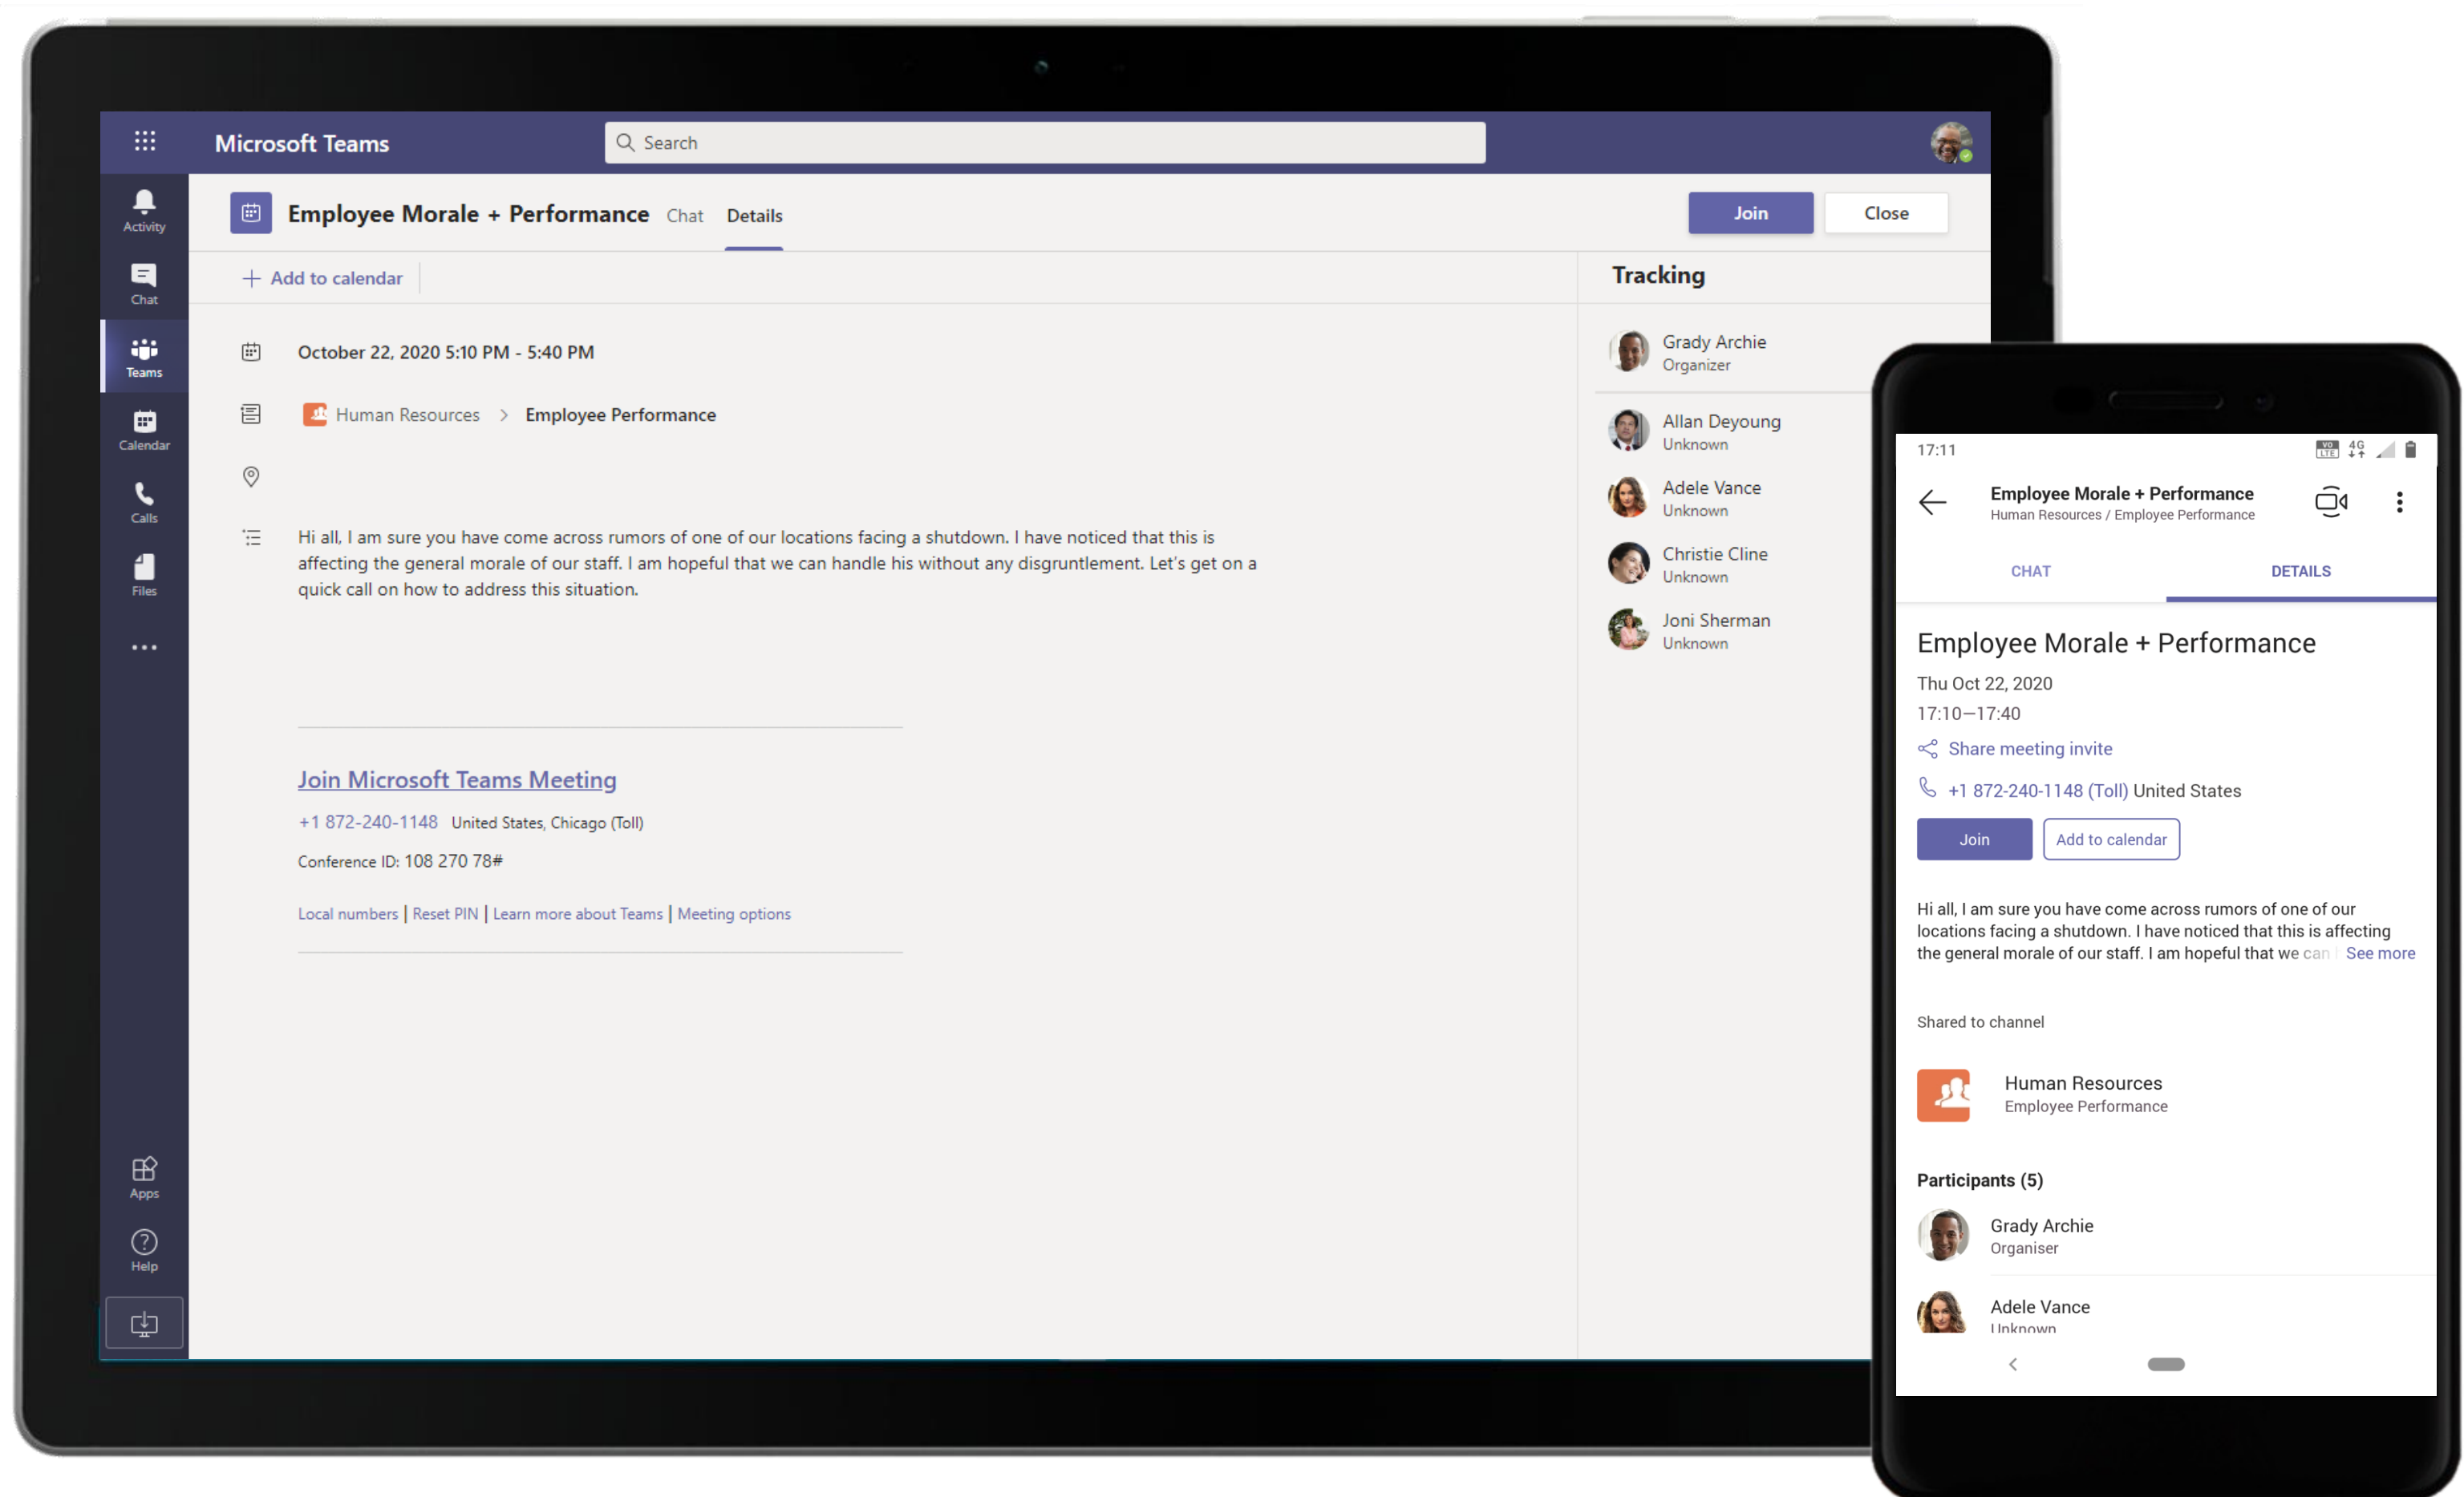 Microsoft Teams
Search
Activity
Chat
Teams
Calendar
Calls
Files
Apps
Help
Employee Morale + Performance Chat Details
Join Close
Add to calendar
October 22, 2020 5:10 PM - 5:40 PM
Human Resources > Employee Performance
Hi all, I am sure you have come across rumors of one of our locations facing a shutdown. I have noticed that this is
affecting the general morale of our staff. I am hopeful that we can handle his without any disgruntlement. Let's get on a
quick call on how to address this situation.
Join Microsoft Teams Meeting
+1 872-240-1148 United States, Chicago (Toll)
Conference ID: 108 270 78#
Local numbers | Reset PIN | Learn more about Teams | Meeting options
Tracking
Grady Archie
Organizer
Allan Deyoung
Unknown
Adele Vance
Unknown
Christie Cline
Unknown
Joni Sherman
Unknown
17:11 VO LTE 4G
Employee Morale + Performance
Human Resources / Employee Performance
CHAT DETAILS
Employee Morale + Performance
Thu Oct 22, 2020
17:10—17:40
Share meeting invite
+1 872-240-1148 (Toll) United States
Join Add to calendar
Hi all, I am sure you have come across rumors of one of our
locations facing a shutdown. I have noticed that this is affecting
the general morale of our staff. I am hopeful that we can See more
Shared to channel
Human Resources
Employee Performance
Participants (5)
Grady Archie
Organiser
Adele Vance
Unknown